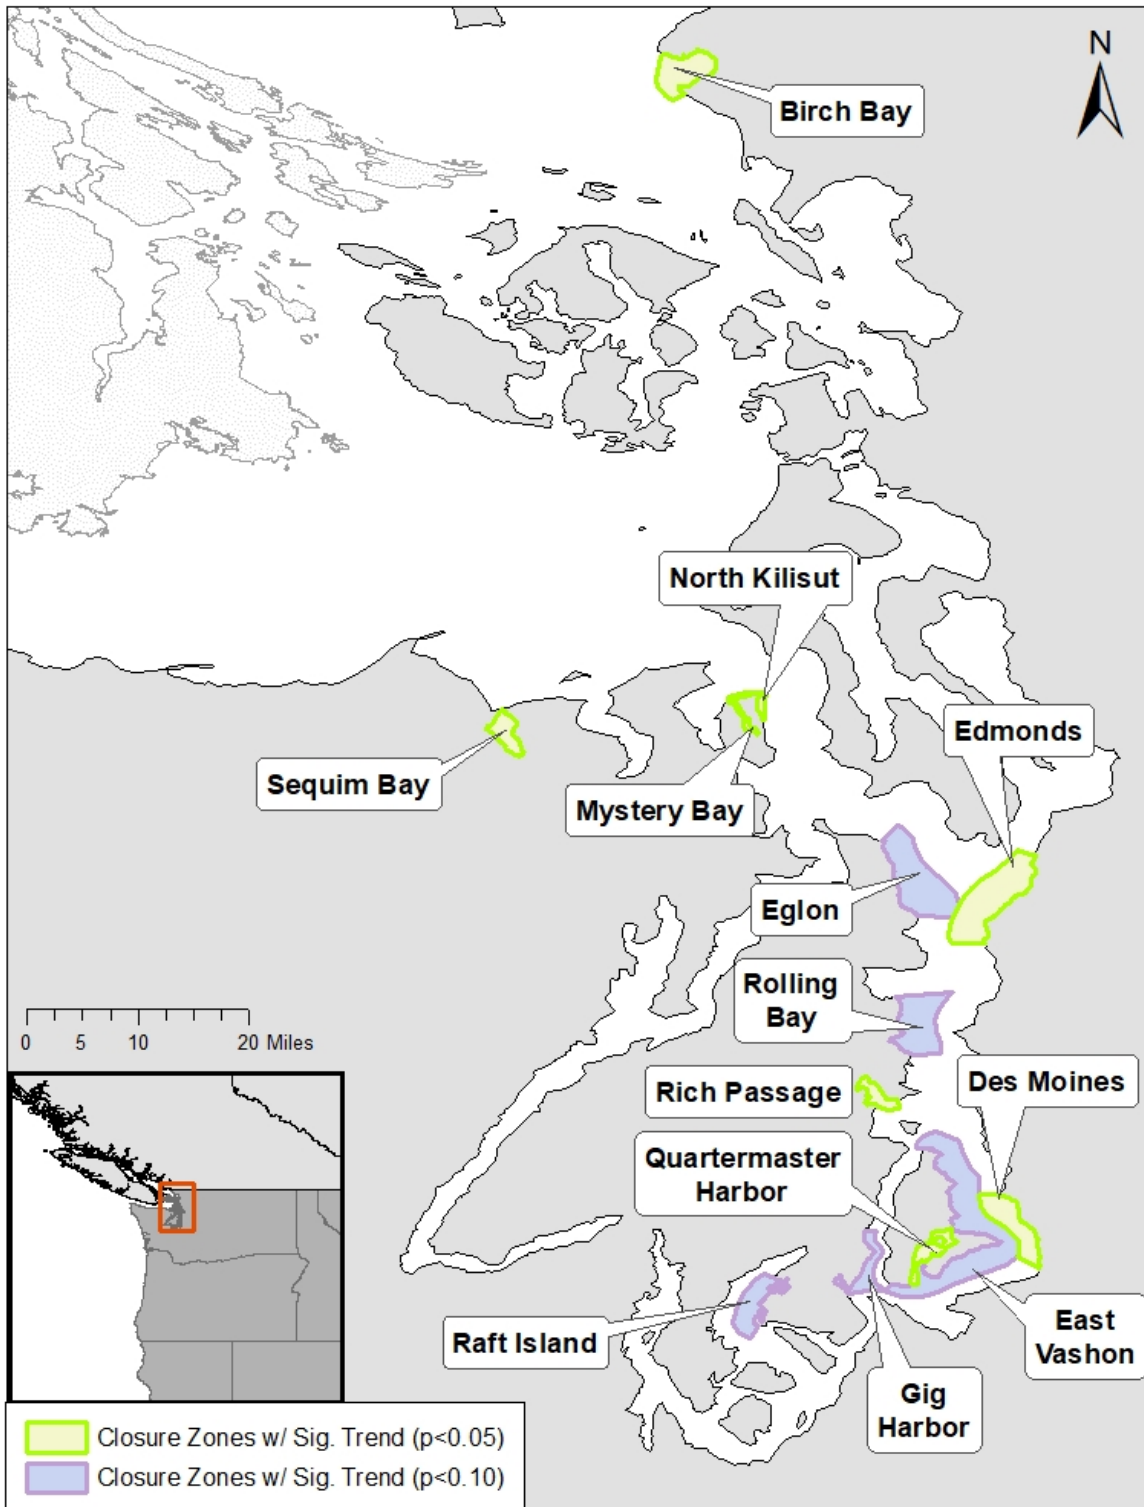 N
Birch Bay
North Kilisut
Edmonds
Sequim Bay
Mystery Bay
Eglon
Rolling
Bay
0 5 10 20 Miles
Rich Passage
Des Moines
Quartermaster
Harbor
Raft Island
East
Vashon
Gig
Harbor
Closure Zones w/ Sig. Trend (p<0.05)
Closure Zones w/ Sig. Trend (p<0.10)